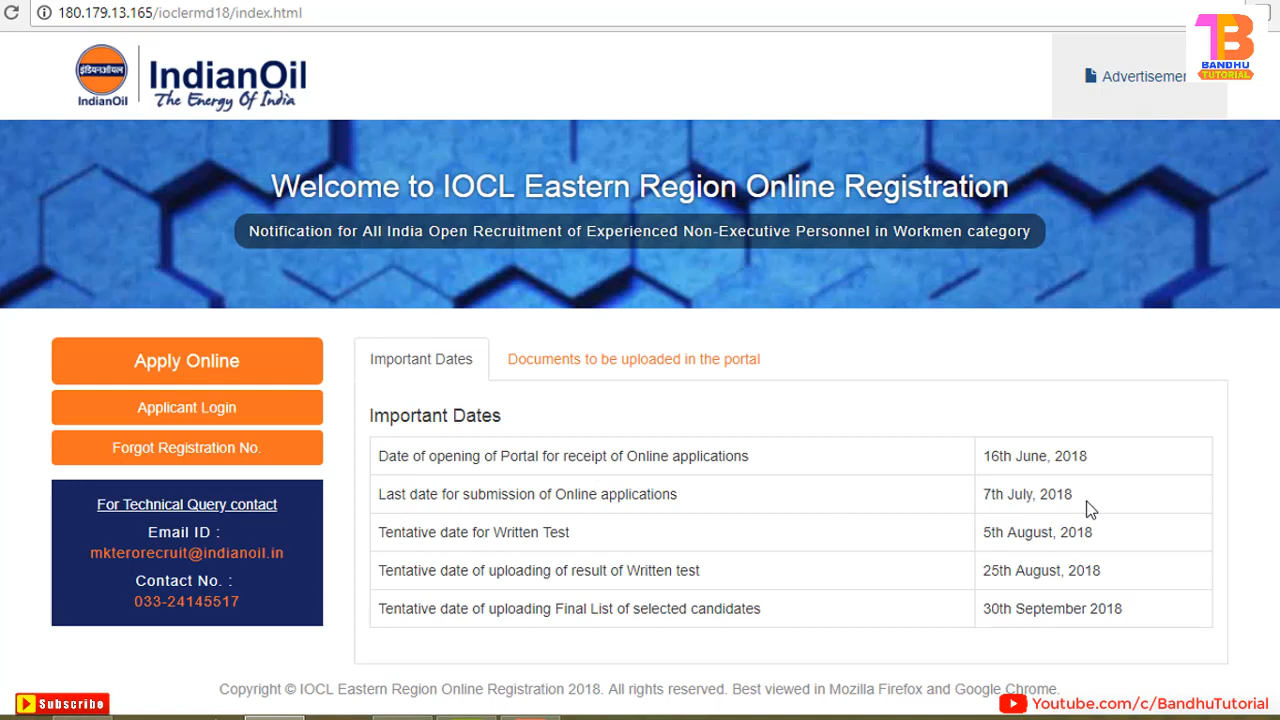 180.179.13.165/ioclermd18/index.html
इंडियनऑयल
IndianOil
IndianOil
The Energy Of India
BANDHU
TUTORIAL
Welcome to IOCL Eastern Region Online Registration
Notification for All India Open Recruitment of Experienced Non-Executive Personnel in Workmen category
Apply Online
Applicant Login
Forgot Registration No.
For Technical Query contact
Email ID :
mkterorecruit@indianoil.in
Contact No. :
033-24145517
Important Dates
Documents to be uploaded in the portal
Important Dates
Date of opening of Portal for receipt of Online applications 16th June, 2018
Last date for submission of Online applications 7th July, 2018
Tentative date for Written Test 5th August, 2018
Tentative date of uploading of result of Written test 25th August, 2018
Tentative date of uploading Final List of selected candidates 30th September 2018
Copyright © IOCL Eastern Region Online Registration 2018. All rights reserved. Best viewed in Mozilla Firefox and Google Chrome.
Subscribe
Youtube.com/c/BandhuTutorial